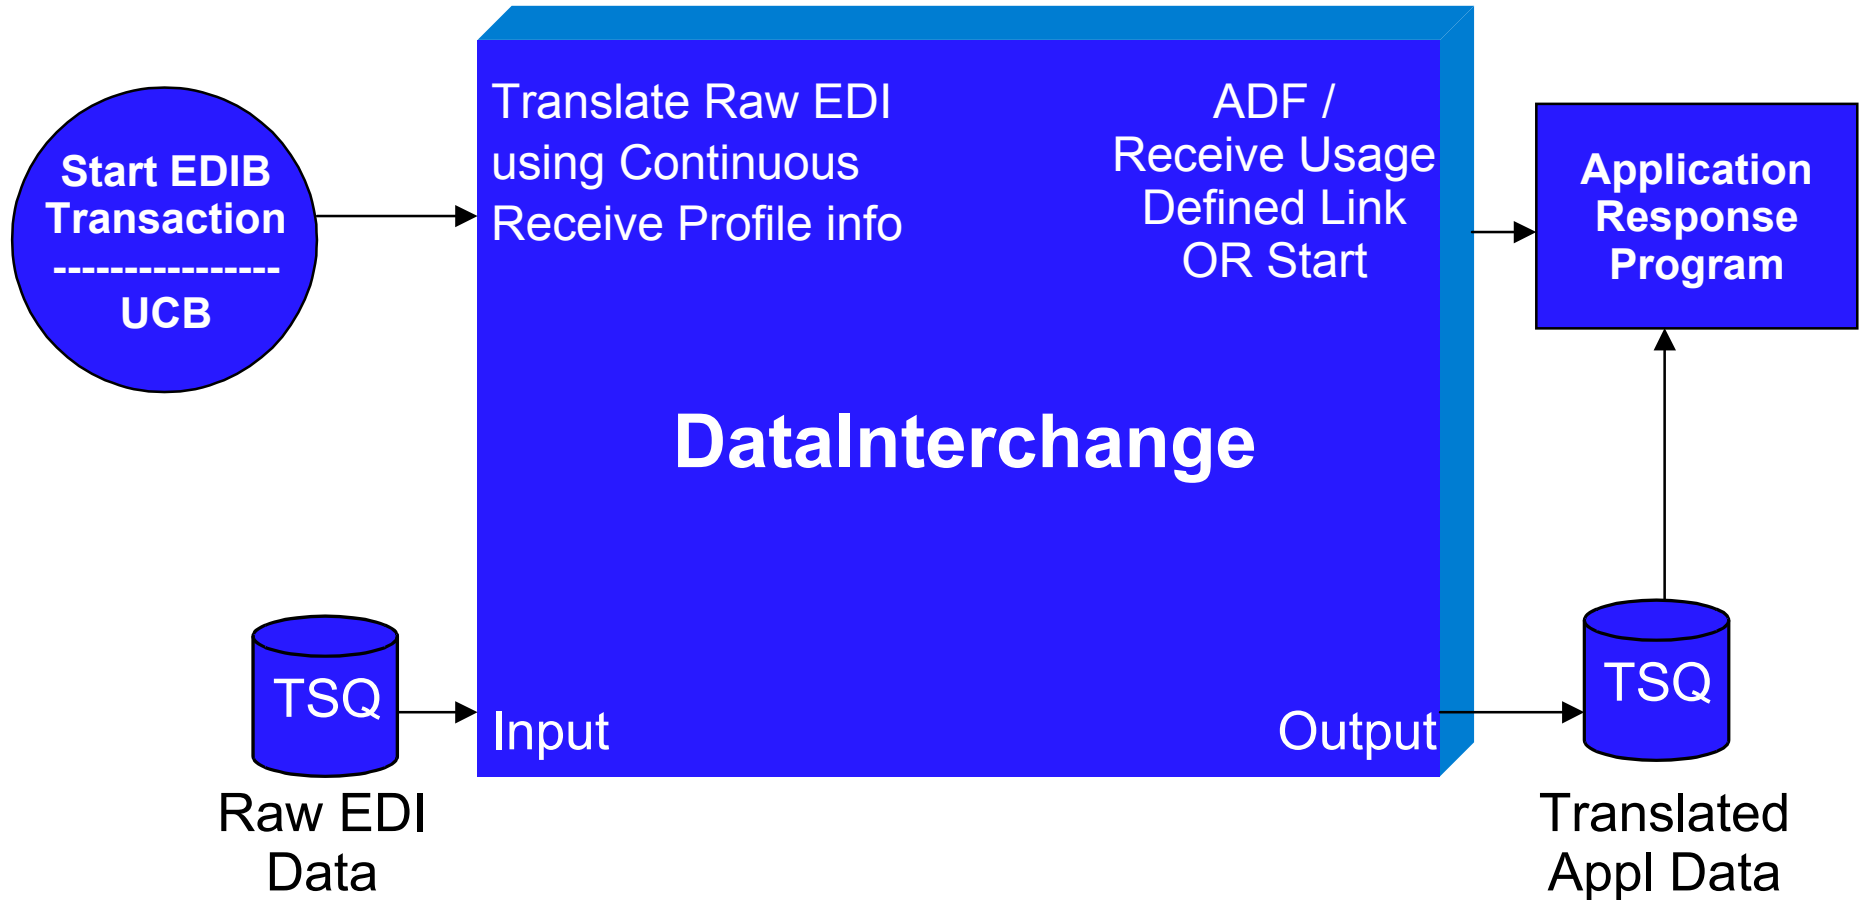 Start EDIB
Transaction
----------------
UCB
Translate Raw EDI
using Continuous
Receive Profile info
ADF /
Receive Usage
Defined Link
OR Start
Application
Response
Program
DataInterchange
TSQ
Input
Output
TSQ
Raw EDI
Data
Translated
Appl Data